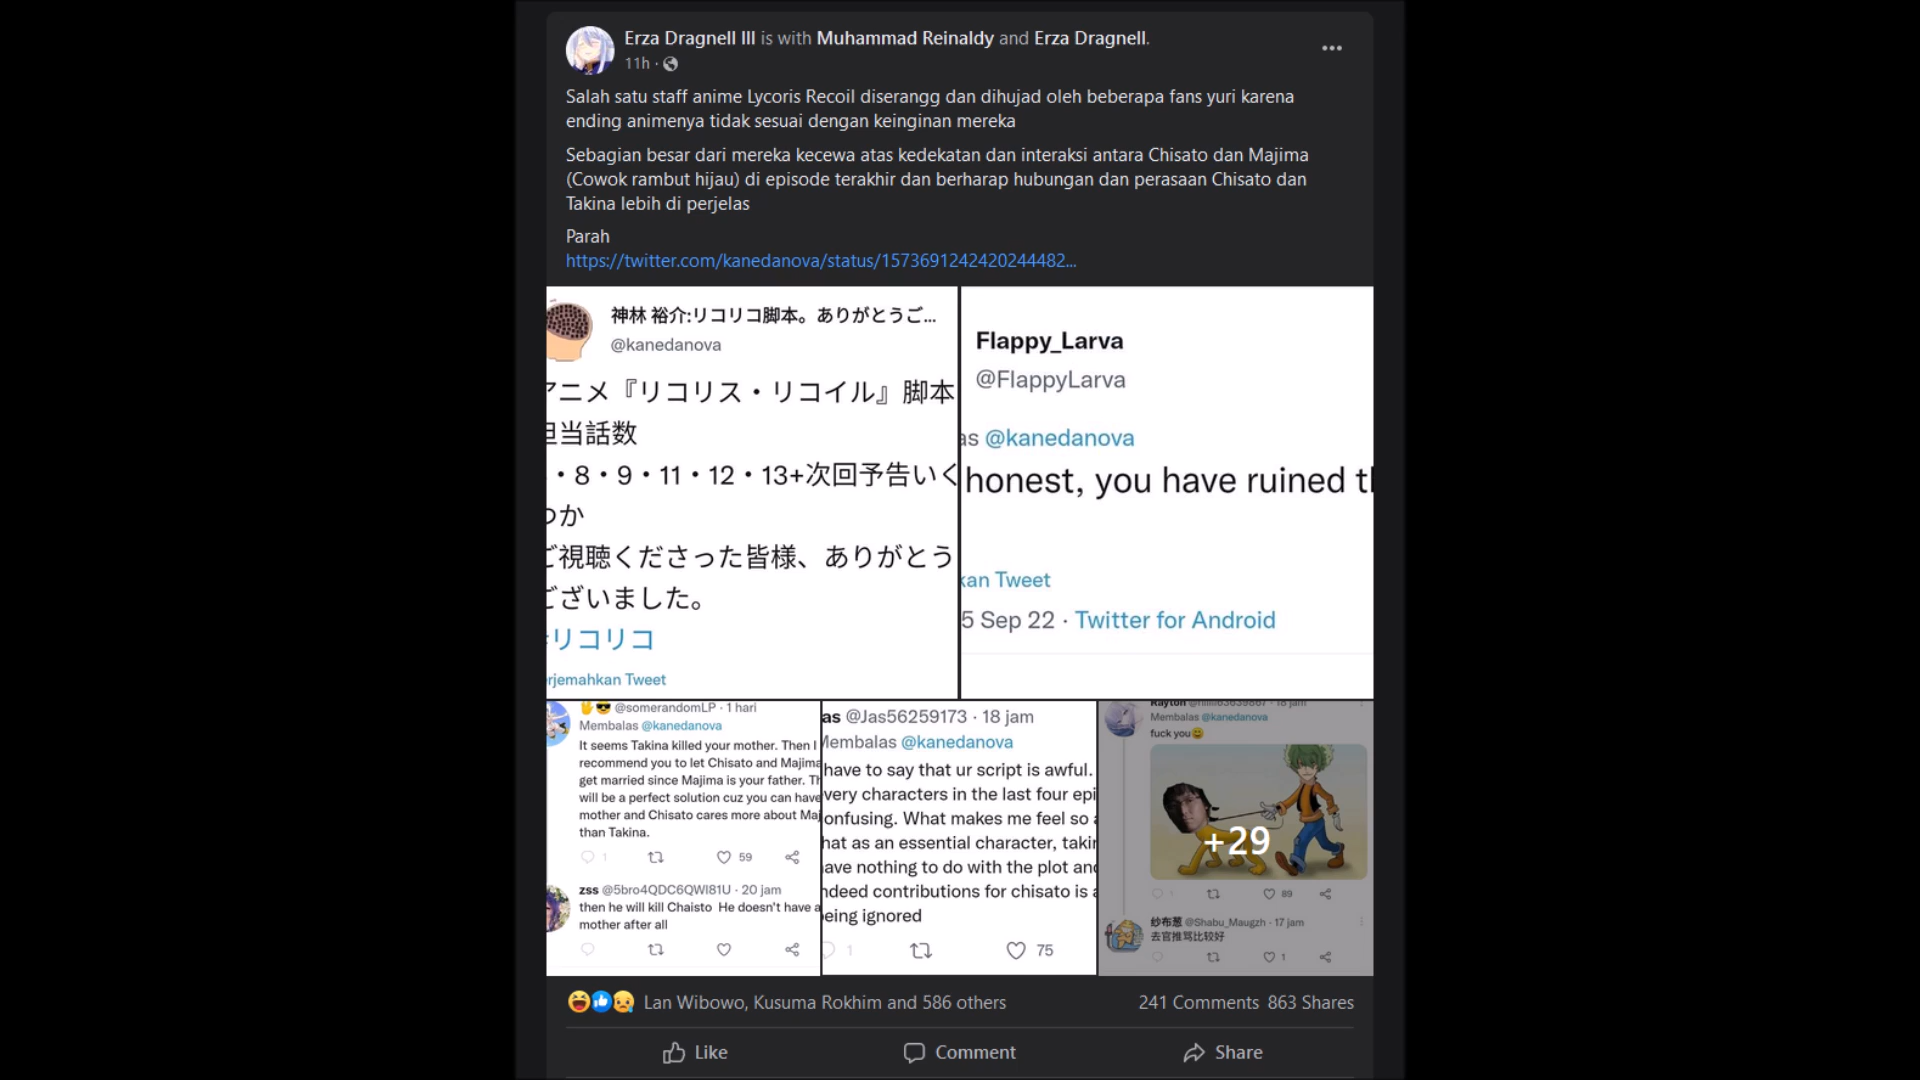 Erza Dragnell III is with Muhammad Reinaldy and Erza Dragnell.
11h ·
Salah satu staff anime Lycoris Recoil diserangg dan dihujad oleh beberapa fans yuri karena
ending animenya tidak sesuai dengan keinginan mereka
Sebagian besar dari mereka kecewa atas kedekatan dan interaksi antara Chisato dan Majima
(Cowok rambut hijau) di episode terakhir dan berharap hubungan dan perasaan Chisato dan
Takina lebih di perjelas
Parah
https://twitter.com/kanedanova/status/1573691242420244482...
神林 裕介:リコリコ脚本。ありがとうご...
@kanedanova
アニメ『リコリス・リコイル』脚本
担当話数
・8・9・11・12・13+次回予告いく
つか
ご視聴くださった皆様、ありがとう
ございました。
#リコリコ
rjemahkan Tweet
Flappy_Larva
@FlappyLarva
as @kanedanova
honest, you have ruined
kan Tweet
5 Sep 22 · Twitter for Android
@somerandomLP · 1 hari
Membalas @kanedanova
It seems Takina killed your mother. Then I
recommend you to let Chisato and Majima
get married since Majima is your father.
will be a perfect solution cuz you can have
mother and Chisato cares more about Maj
than Takina.
1 59
zss @5bro4QDC6QWl81U · 20 jam
then he will kill Chaisto He doesn't have a
mother after all
as @Jas56259173 · 18 jam
Membalas @kanedanova
have to say that ur script is awful.
very characters in the last four epi
onfusing. What makes me feel so
hat as an essential character, takin
ave nothing to do with the plot and
ndeed contributions for chisato is
being ignored
1 75
Rayton · 18 jam
Membalas @kanedanova
fuck you
+29
1 89
纱布葱 @Shabu_Maugzh · 17 jam
去官推骂比较好
1
Lan Wibowo, Kusuma Rokhim and 586 others
241 Comments 863 Shares
Like Comment Share